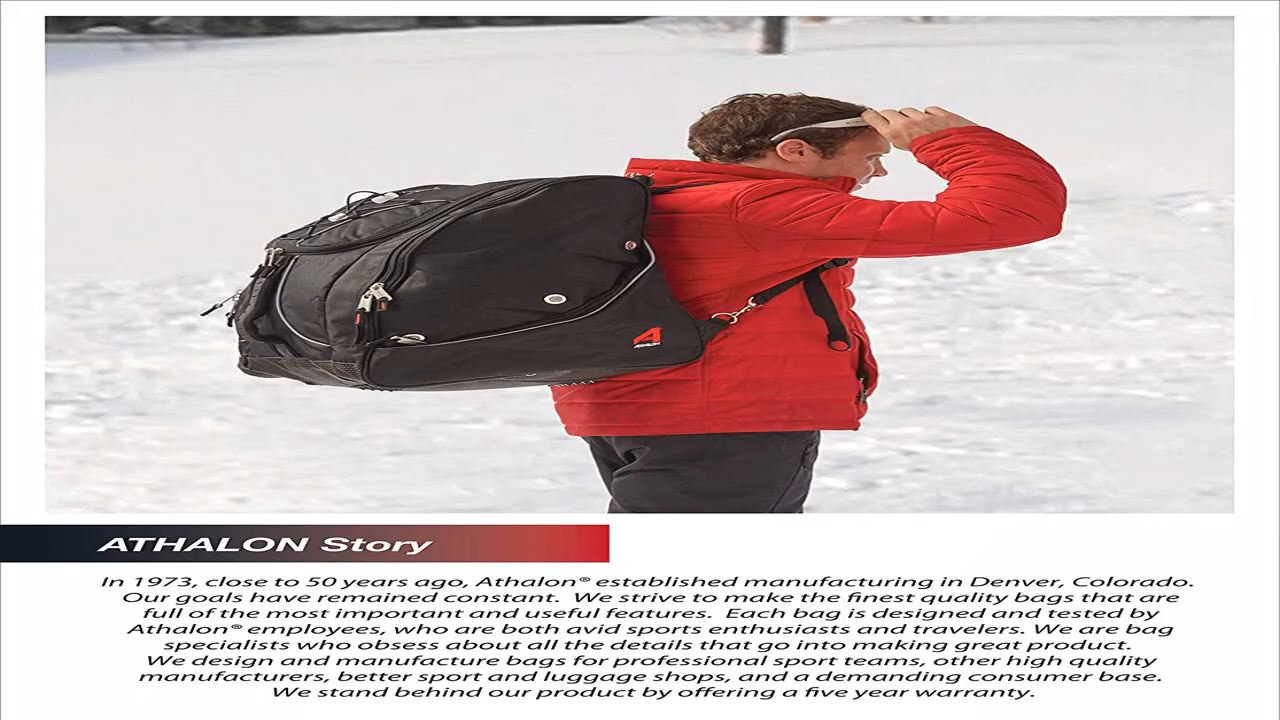 ATHALON
ATHALON Story
In 1973, close to 50 years ago, Athalon® established manufacturing in Denver, Colorado.
Our goals have remained constant.  We strive to make the finest quality bags that are
full of the most important and useful features.  Each bag is designed and tested by
Athalon® employees, who are both avid sports enthusiasts and travelers. We are bag
specialists who obsess about all the details that go into making great product.
We design and manufacture bags for professional sport teams, other high quality
manufacturers, better sport and luggage shops, and a demanding consumer base.
We stand behind our product by offering a five year warranty.